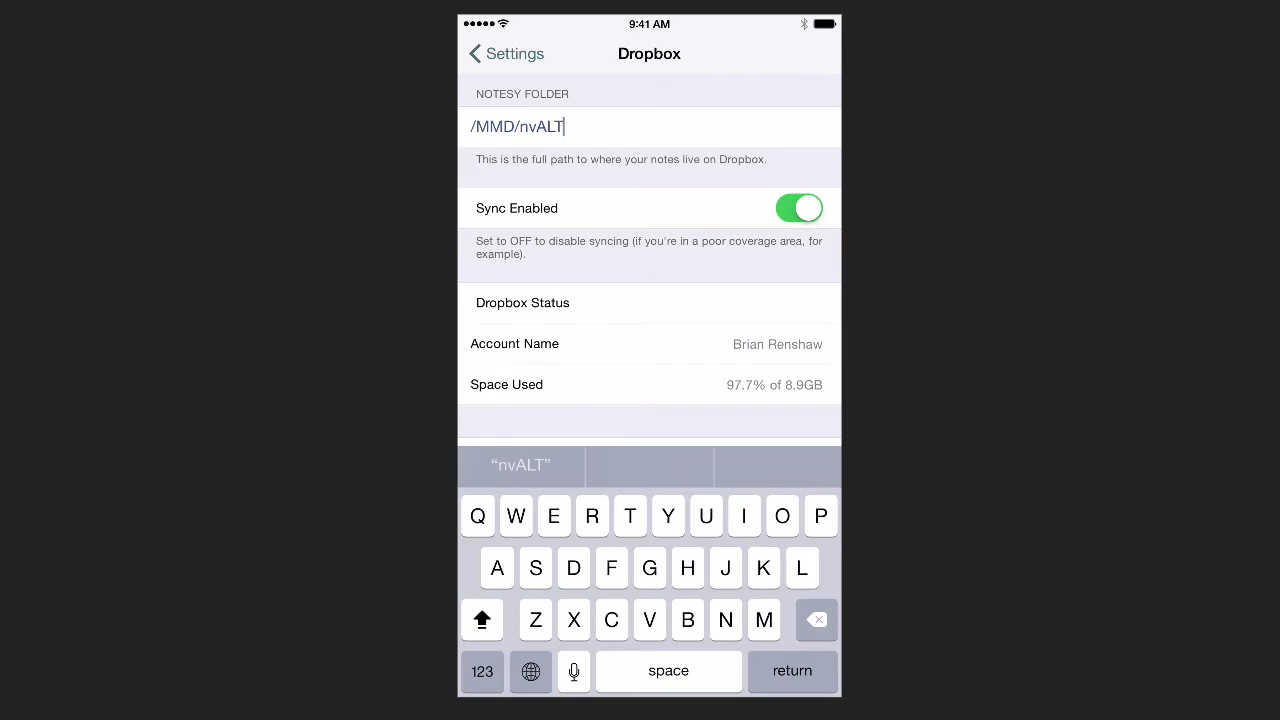 9:41 AM
Settings
Dropbox
NOTESY FOLDER
/MMD/nvALT
This is the full path to where your notes live on Dropbox.
Sync Enabled
Set to OFF to disable syncing (if you're in a poor coverage area, for
example).
Dropbox Status
Account Name Brian Renshaw
Space Used 97.7% of 8.9GB
“nvALT”
Q W E R T Y U I O P
A S D F G H J K L
Z X C V B N M
123 space return